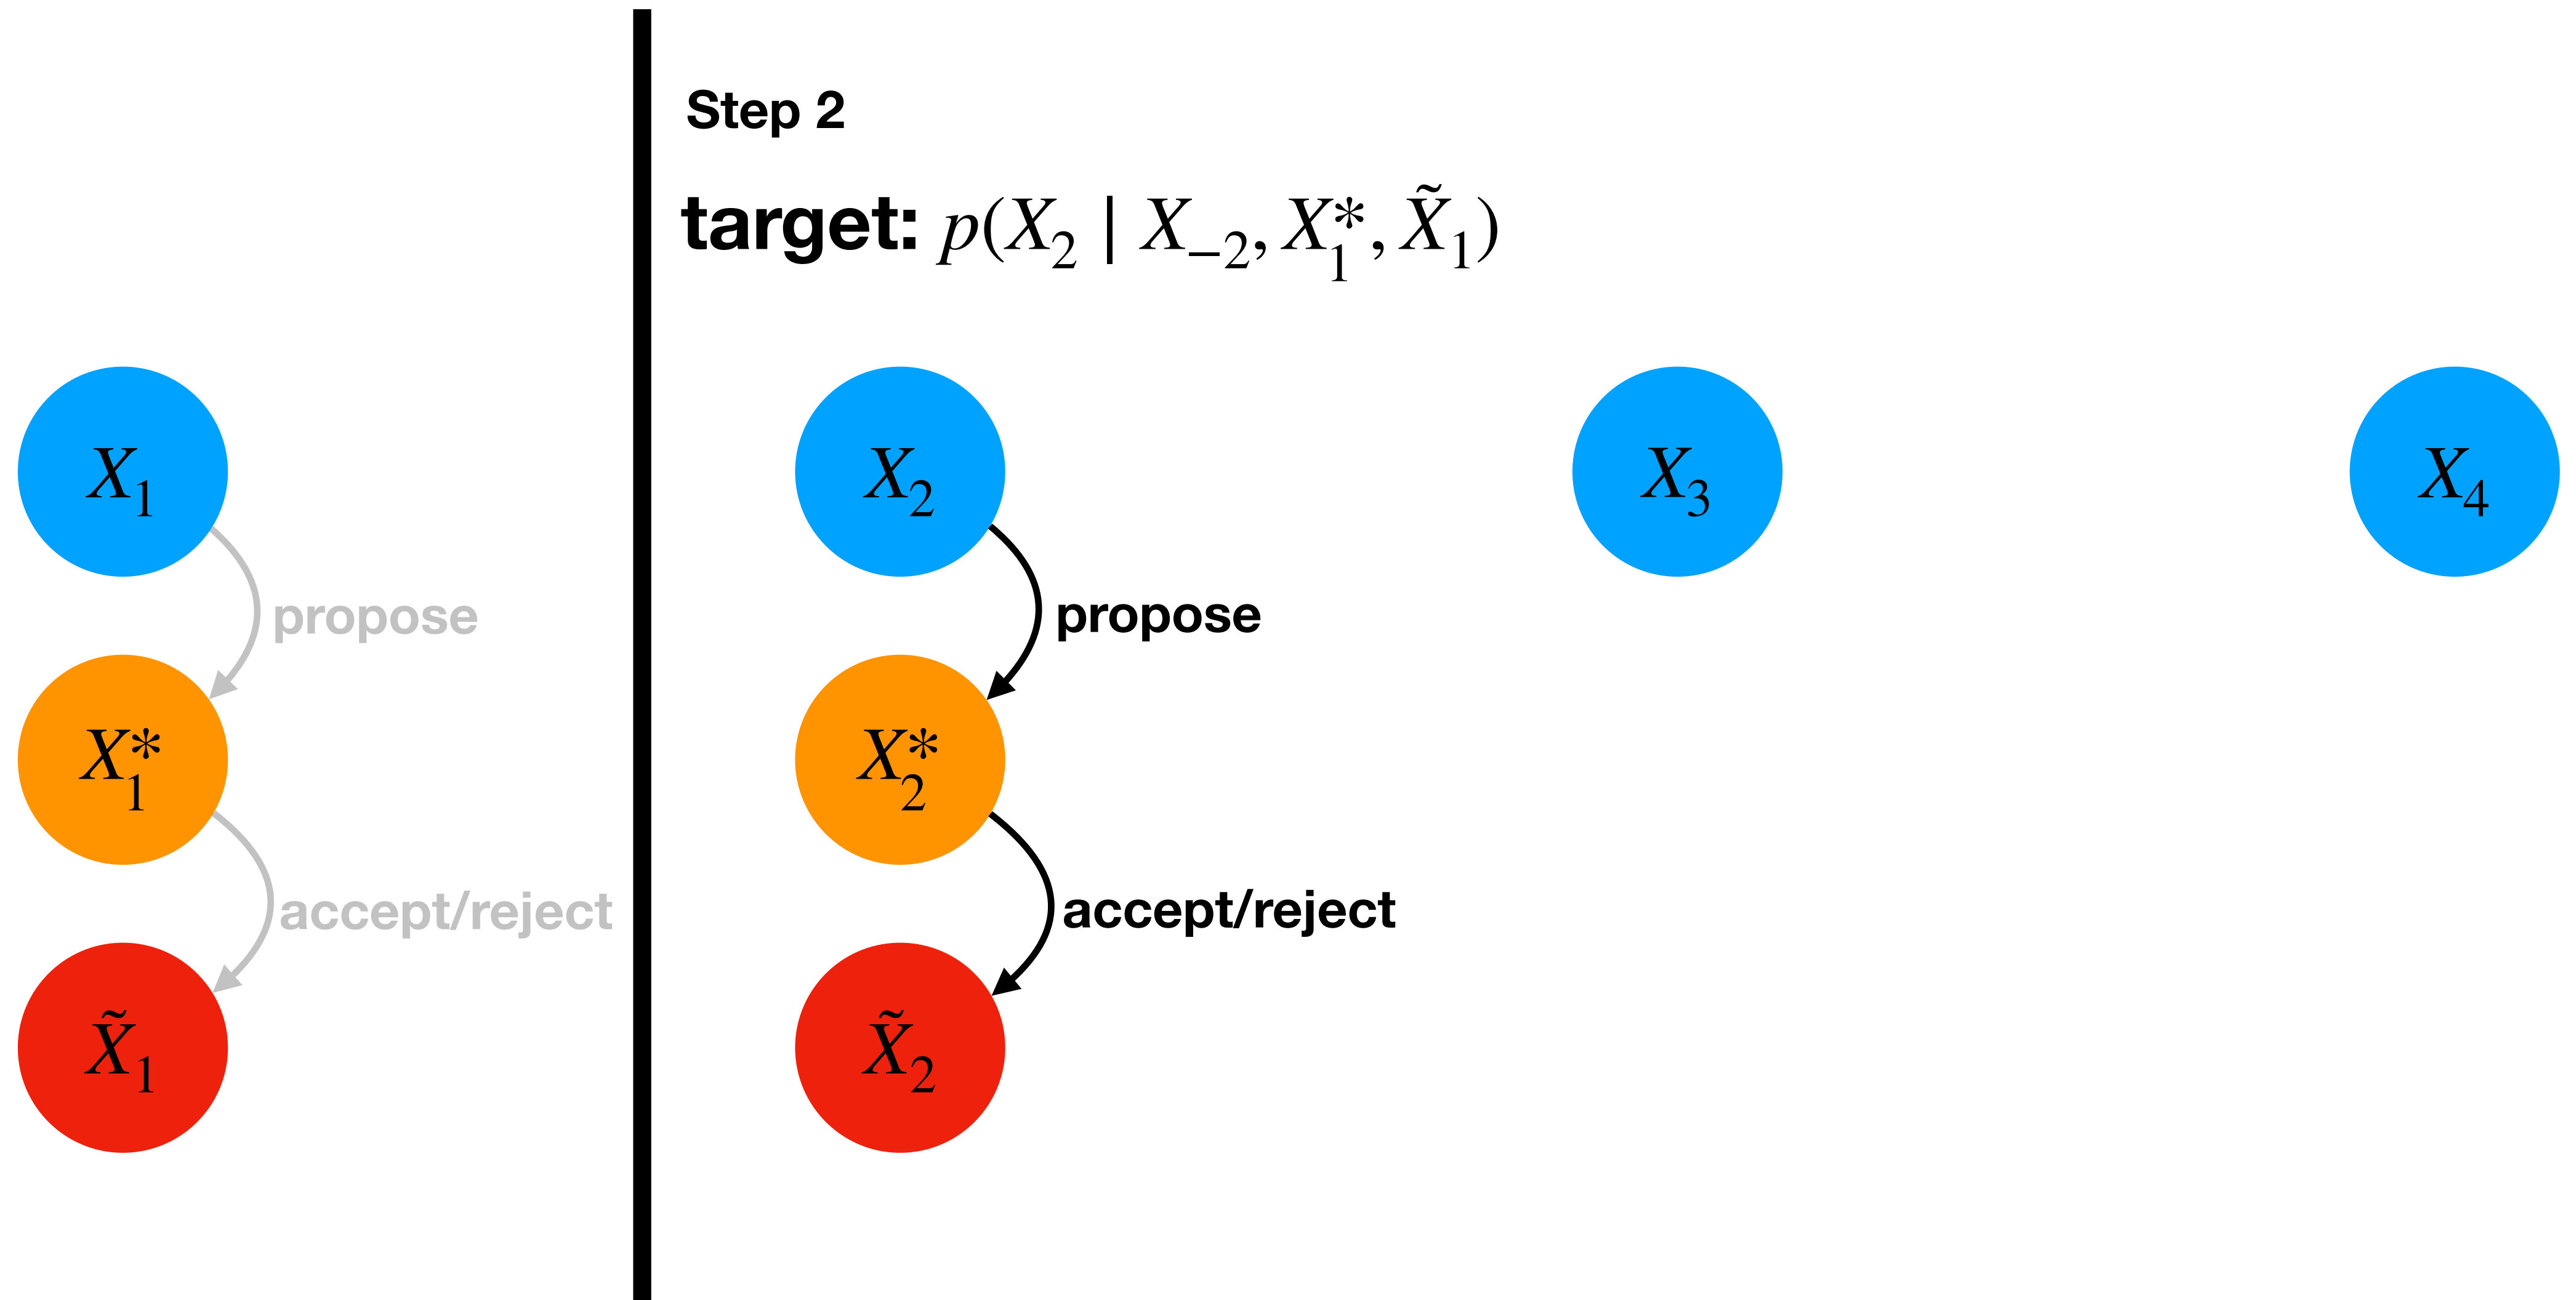 Step 2
target: p(X₂ | X₋₂, X₁*, X̃₁)
X₁
X₂
X₃
X₄
propose
propose
X₁*
X₂*
accept/reject
accept/reject
X̃₁
X̃₂